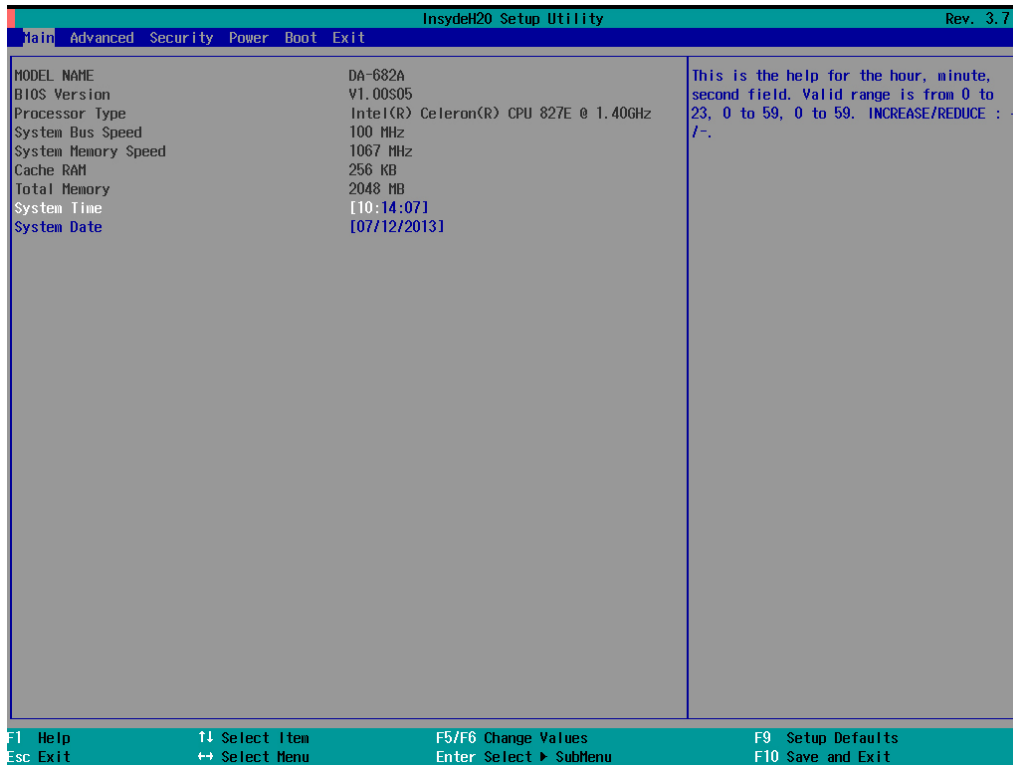 InsydeH20 Setup Utility Rev. 3.7
Main Advanced Security Power Boot Exit
MODEL NAME DA-682A
BIOS Version V1.00S05
Processor Type Intel(R) Celeron(R) CPU 827E @ 1.40GHz
System Bus Speed 100 MHz
System Memory Speed 1067 MHz
Cache RAM 256 KB
Total Memory 2048 MB
System Time [10:14:07]
System Date [07/12/2013]
This is the help for the hour, minute,
second field. Valid range is from 0 to
23, 0 to 59, 0 to 59. INCREASE/REDUCE :
/-.
F1 Help ↑↓ Select Item F5/F6 Change Values F9 Setup Defaults
Esc Exit ↔ Select Menu Enter Select ▶ SubMenu F10 Save and Exit